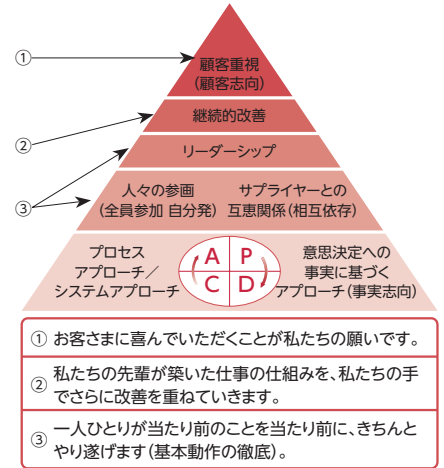 ①
顧客重視
(顧客志向)
②
継続的改善
リーダーシップ
③
人々の参画
(全員参加 自分発)
サプライヤーとの
互恵関係(相互依存)
プロセス
アプローチ/
システムアプローチ
A P
C D
意思決定への
事実に基づく
アプローチ(事実志向)
① お客さまに喜んでいただくことが私たちの願いです。
② 私たちの先輩が築いた仕事の仕組みを、私たちの手
でさらに改善を重ねていきます。
③ 一人ひとりが当たり前のことを当たり前に、きちんと
やり遂げます(基本動作の徹底)。